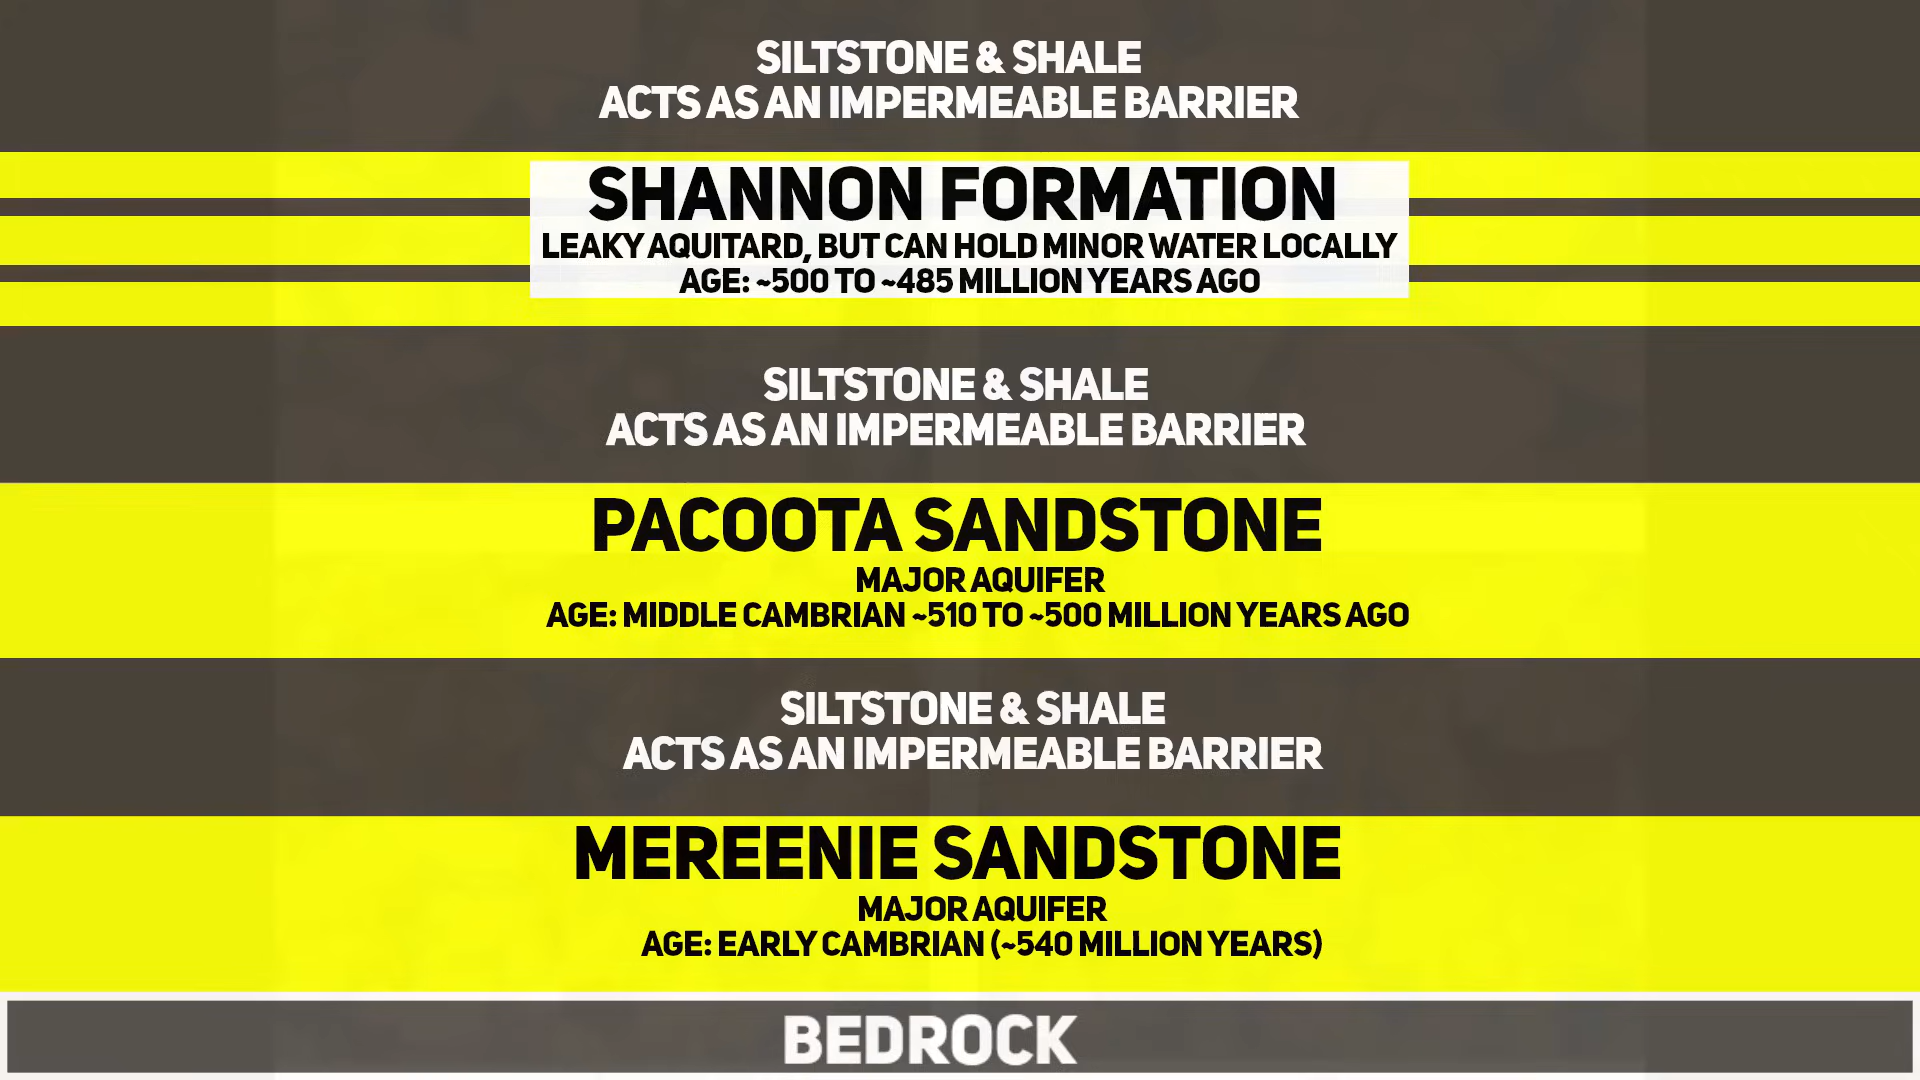 SILTSTONE & SHALE
ACTS AS AN IMPERMEABLE BARRIER
SHANNON FORMATION
LEAKY AQUITARD, BUT CAN HOLD MINOR WATER LOCALLY
AGE: ~500 TO ~485 MILLION YEARS AGO
SILTSTONE & SHALE
ACTS AS AN IMPERMEABLE BARRIER
PACOOTA SANDSTONE
MAJOR AQUIFER
AGE: MIDDLE CAMBRIAN ~510 TO ~500 MILLION YEARS AGO
SILTSTONE & SHALE
ACTS AS AN IMPERMEABLE BARRIER
MEREENIE SANDSTONE
MAJOR AQUIFER
AGE: EARLY CAMBRIAN (~540 MILLION YEARS)
BEDROCK